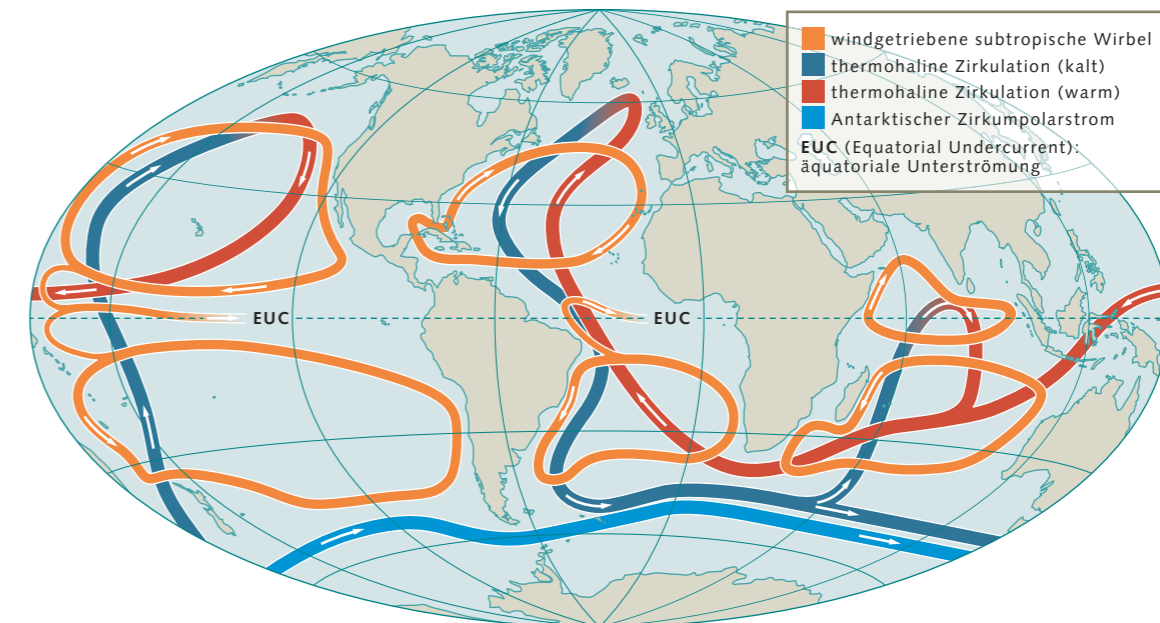 windgetriebene subtropische Wirbel
thermohaline Zirkulation (kalt)
thermohaline Zirkulation (warm)
Antarktischer Zirkumpolarstrom
EUC (Equatorial Undercurrent):
äquatoriale Unterströmung
EUC
EUC